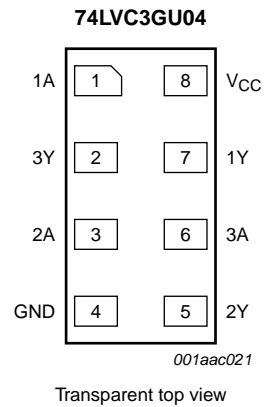 74LVC3GU04
1A 1 8 VCC
3Y 2 7 1Y
2A 3 6 3A
GND 4 5 2Y
001aac021
Transparent top view